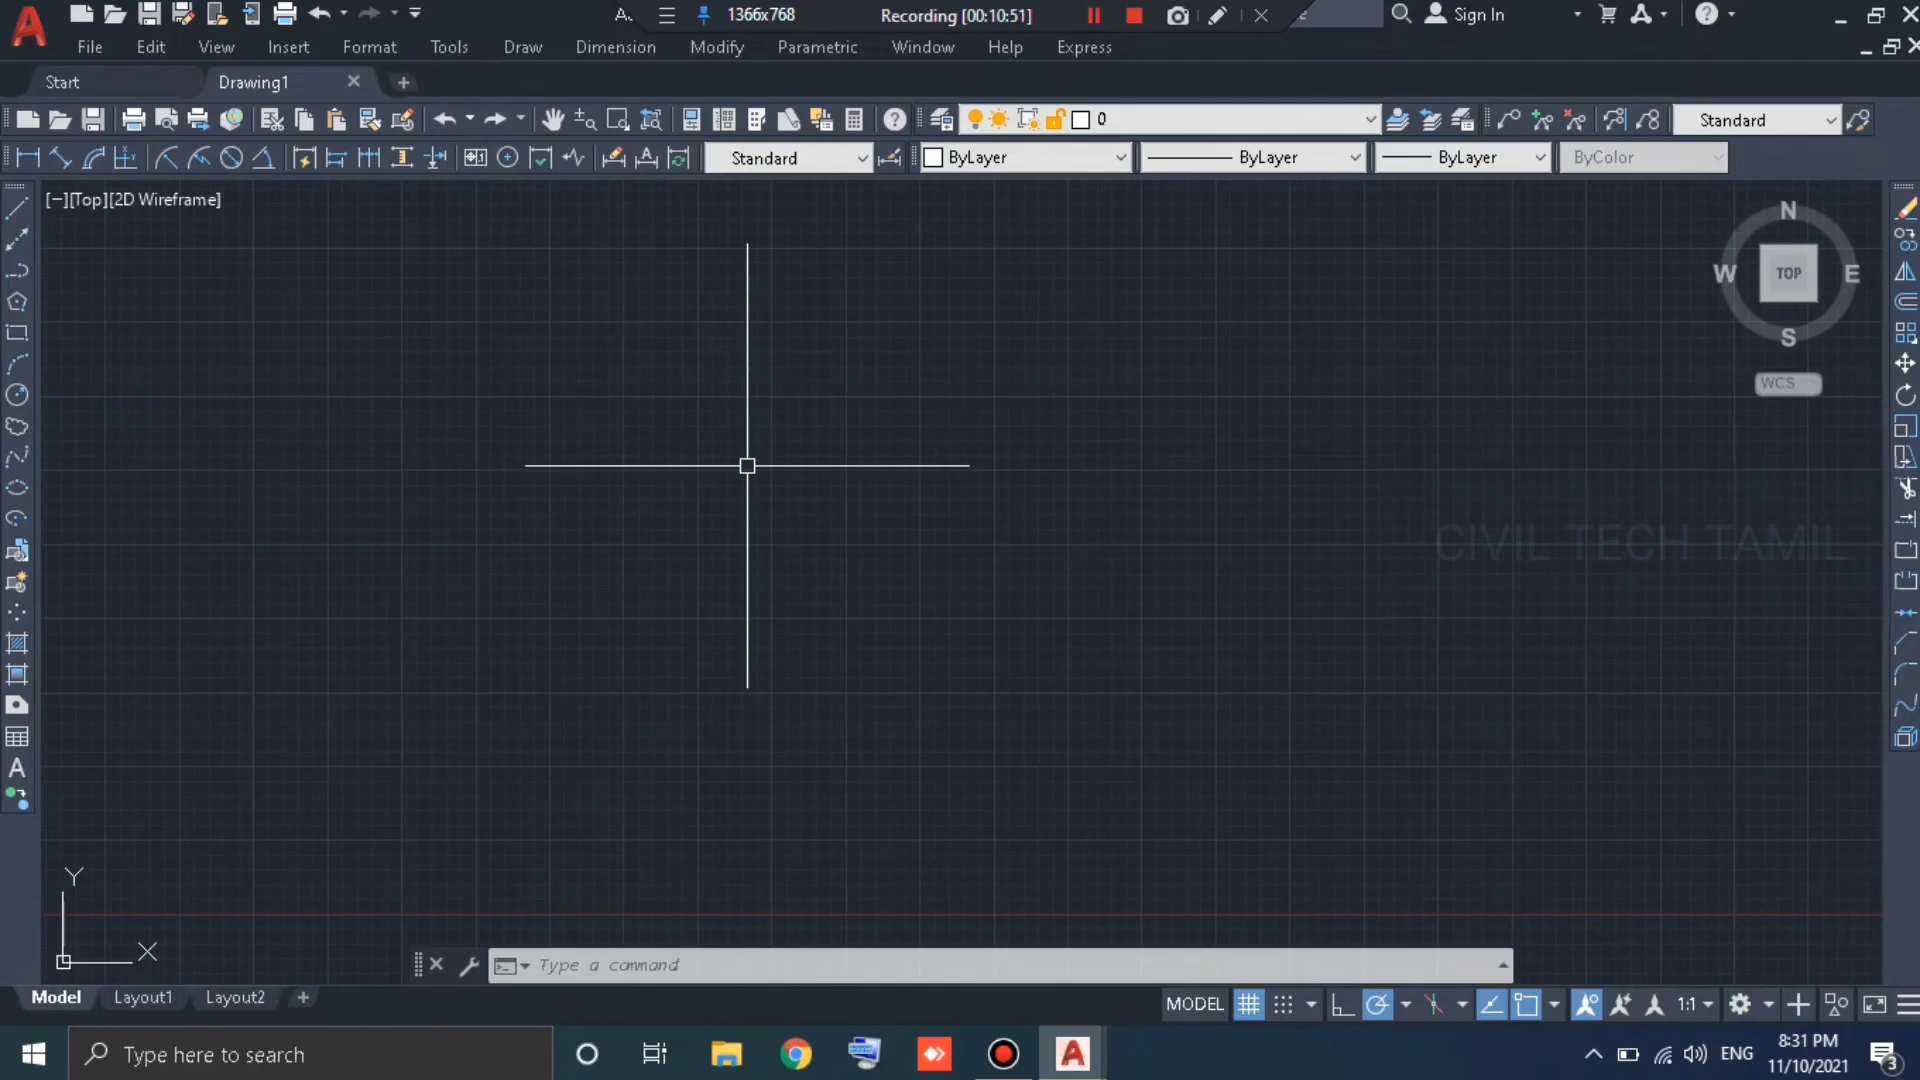 1366x768
Recording [00:10:51]
Sign In
File Edit View Insert Format Tools Draw Dimension Modify Parametric Window Help Express
Start Drawing1
0 Standard
Standard ByLayer ByLayer ByLayer ByColor
[−][Top][2D Wireframe]
N
W TOP E
S
WCS
CIVIL TECH TAMIL
Y
X
Type a command
Model Layout1 Layout2
MODEL 1:1
Type here to search
ENG
8:31 PM
11/10/2021
3